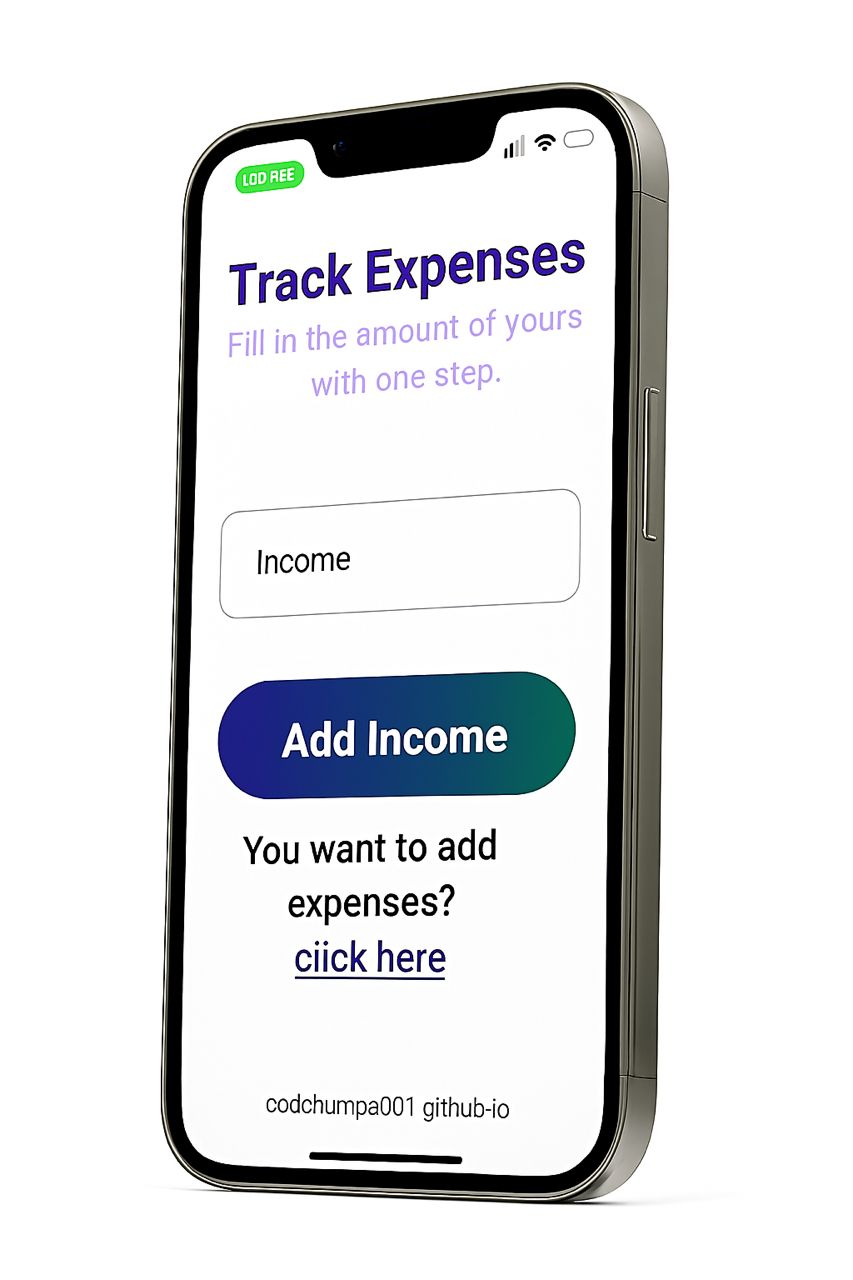 LOD REE
Track Expenses
Fill in the amount of yours
with one step.
Income
Add Income
You want to add
expenses?
ciick here
codchumpa001 github-io